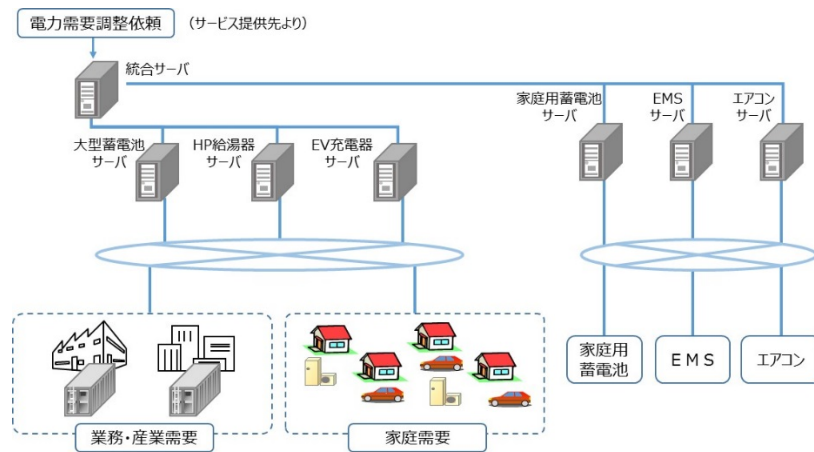 電力需要調整依頼
(サービス提供先より)
統合サーバ
大型蓄電池
サーバ
HP給湯器
サーバ
EV充電器
サーバ
家庭用蓄電池
サーバ
EMS
サーバ
エアコン
サーバ
家庭用
蓄電池
EMS
エアコン
業務・産業需要
家庭需要